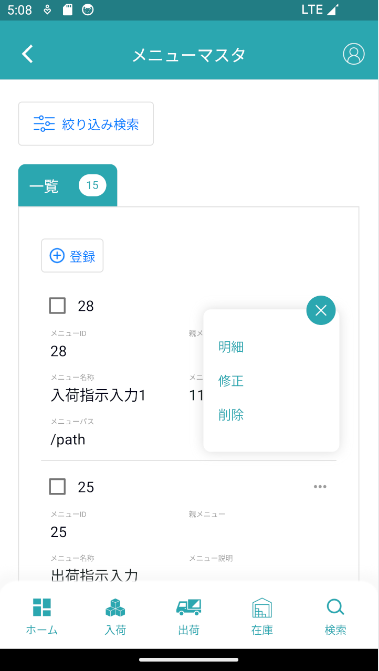 5:08
LTE
メニューマスタ
絞り込み検索
一覧 15
登録
28
メニューID
28
メニュー名称
入荷指示入力1
11
メニューパス
/path
明細
修正
削除
25
メニューID 親メニュー
25
メニュー名称 メニュー説明
出荷指示入力
ホーム 入荷 出荷 在庫 検索